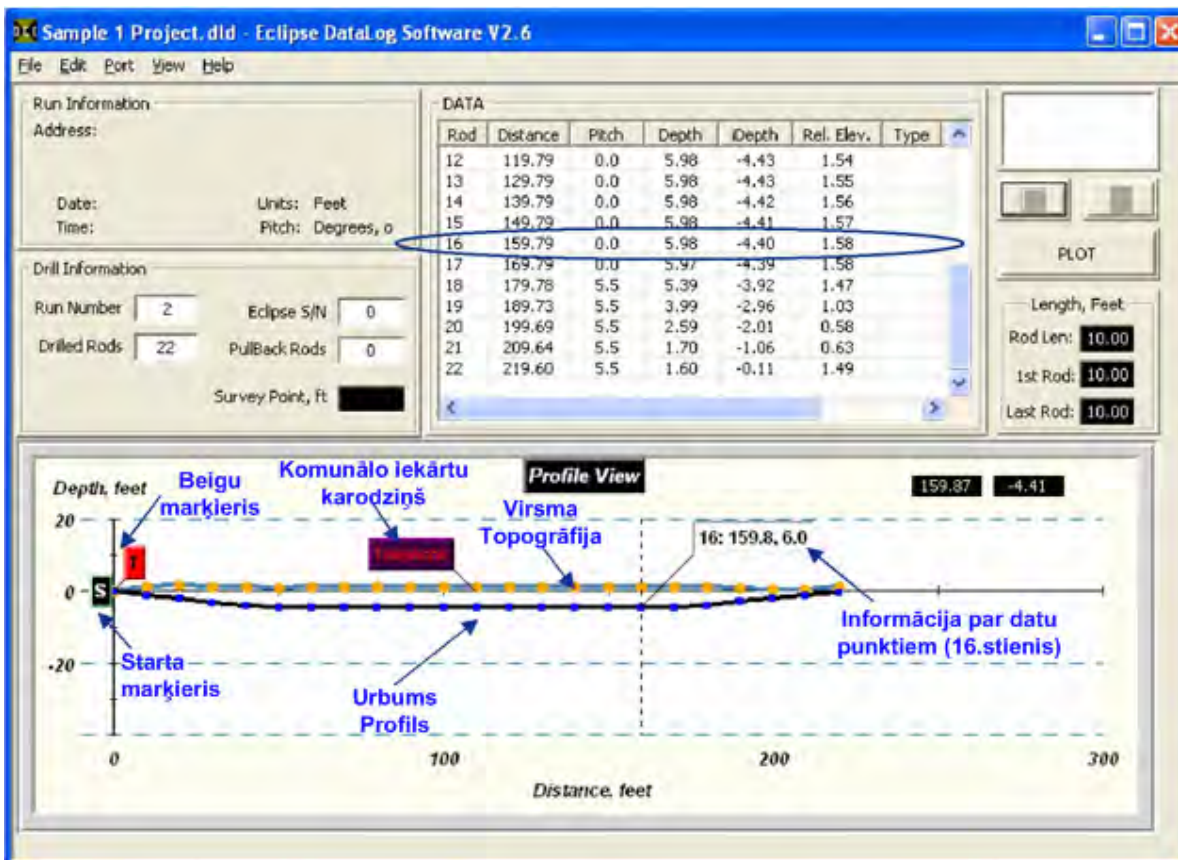 Sample 1 Project.dld - Eclipse DataLog Software V2.6
File Edit Port View Help
Run Information
Address:
Date:
Units: Feet
Time:
Pitch: Degrees, o
Drill Information
Run Number 2
Eclipse S/N 0
Drilled Rods 22
PullBack Rods 0
Survey Point, ft
DATA
Rod Distance Pitch Depth iDepth Rel. Elev. Type
12 119.79 0.0 5.98 -4.43 1.54
13 129.79 0.0 5.98 -4.43 1.55
14 139.79 0.0 5.98 -4.42 1.56
15 149.79 0.0 5.98 -4.41 1.57
16 159.79 0.0 5.98 -4.40 1.58
17 169.79 0.0 5.97 -4.39 1.58
18 179.78 5.5 5.39 -3.92 1.47
19 189.73 5.5 3.99 -2.96 1.03
20 199.69 5.5 2.59 -2.01 0.58
21 209.64 5.5 1.70 -1.06 0.63
22 219.60 5.5 1.60 -0.11 1.49
PLOT
Length, Feet
Rod Len: 10.00
1st Rod: 10.00
Last Rod: 10.00
Profile View
159.87 -4.41
Depth, feet
Beigu
marķieris
Komunālo iekārtu
karodziņš
Virsma
Topogrāfija
16: 159.8, 6.0
T
S
Starta
marķieris
Urbums
Profils
Informācija par datu
punktiem (16.stienis)
20
0
-20
0 100 200 300
Distance, feet